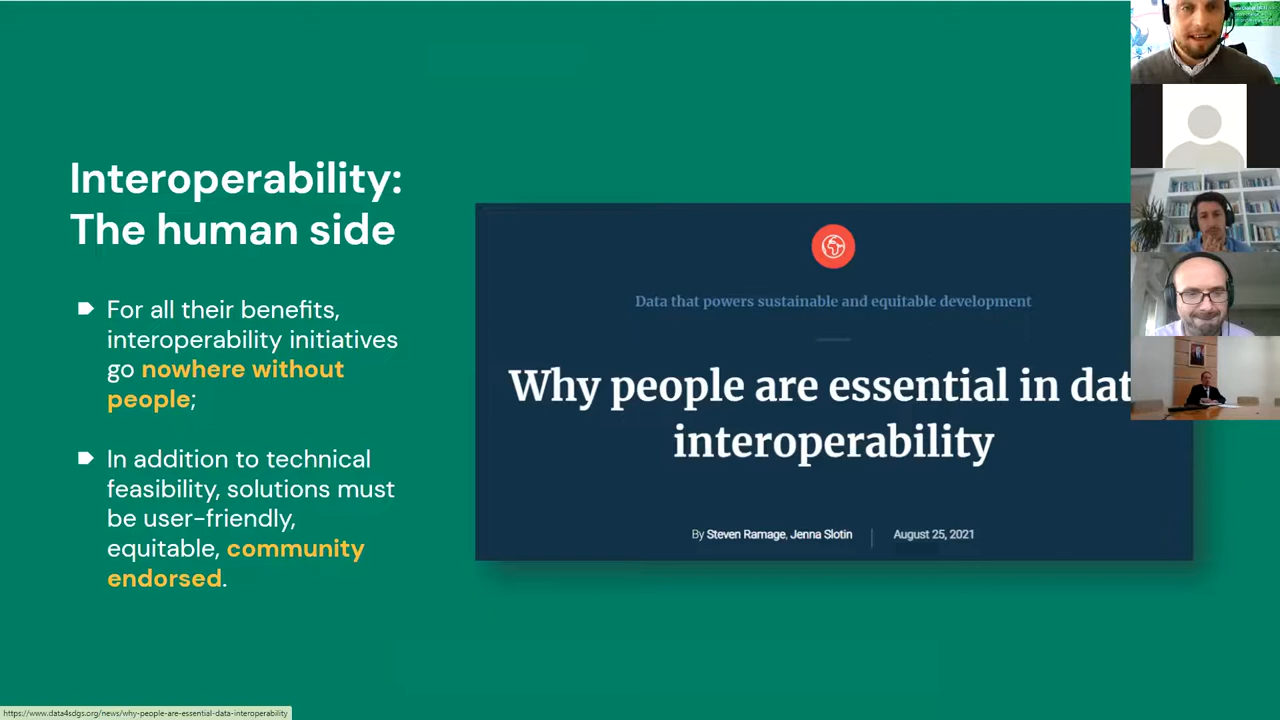 Interoperability:
The human side
For all their benefits,
interoperability initiatives
go nowhere without
people;
In addition to technical
feasibility, solutions must
be user-friendly,
equitable, community
endorsed.
Data that powers sustainable and equitable development
Why people are essential in dat
interoperability
By Steven Ramage, Jenna Slotin
August 25, 2021
https://www.data4sdgs.org/news/why-people-are-essential-data-interoperability